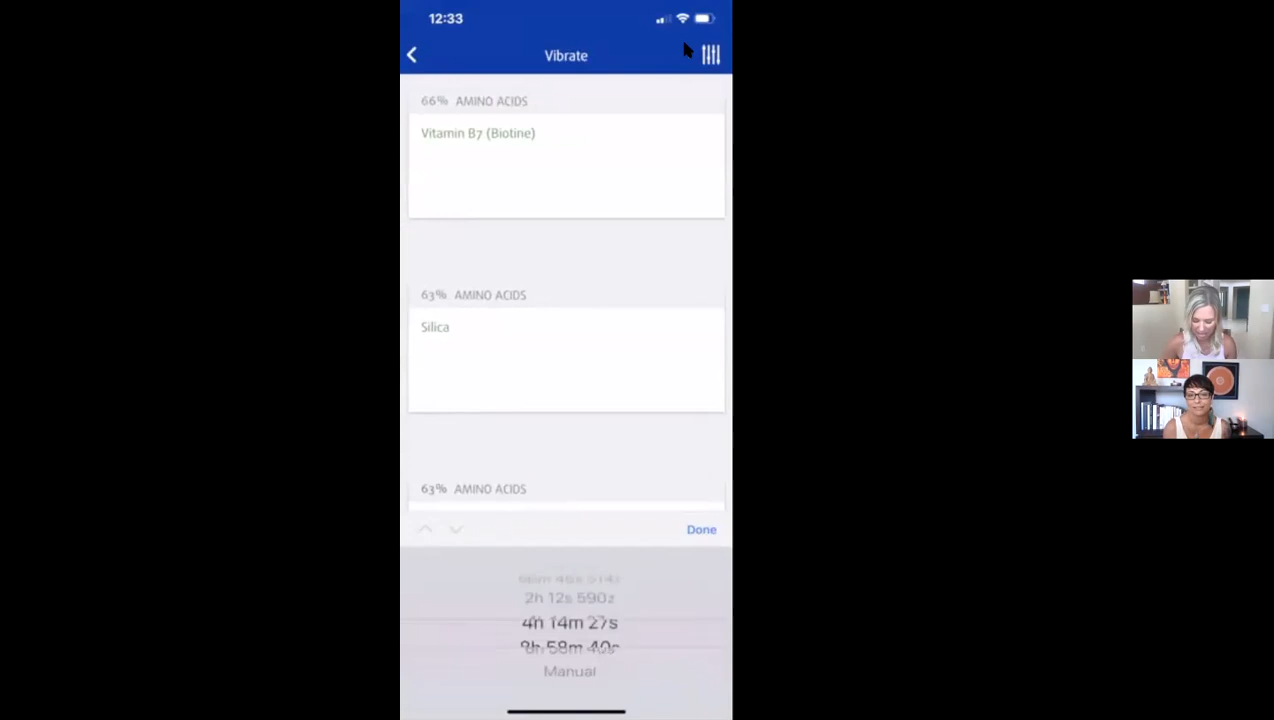 12:33
Vibrate
66% AMINO ACIDS
Vitamin B7 (Biotine)
63% AMINO ACIDS
Silica
63% AMINO ACIDS
Done
2h 12s
4h 14m 27s
58m
Manual